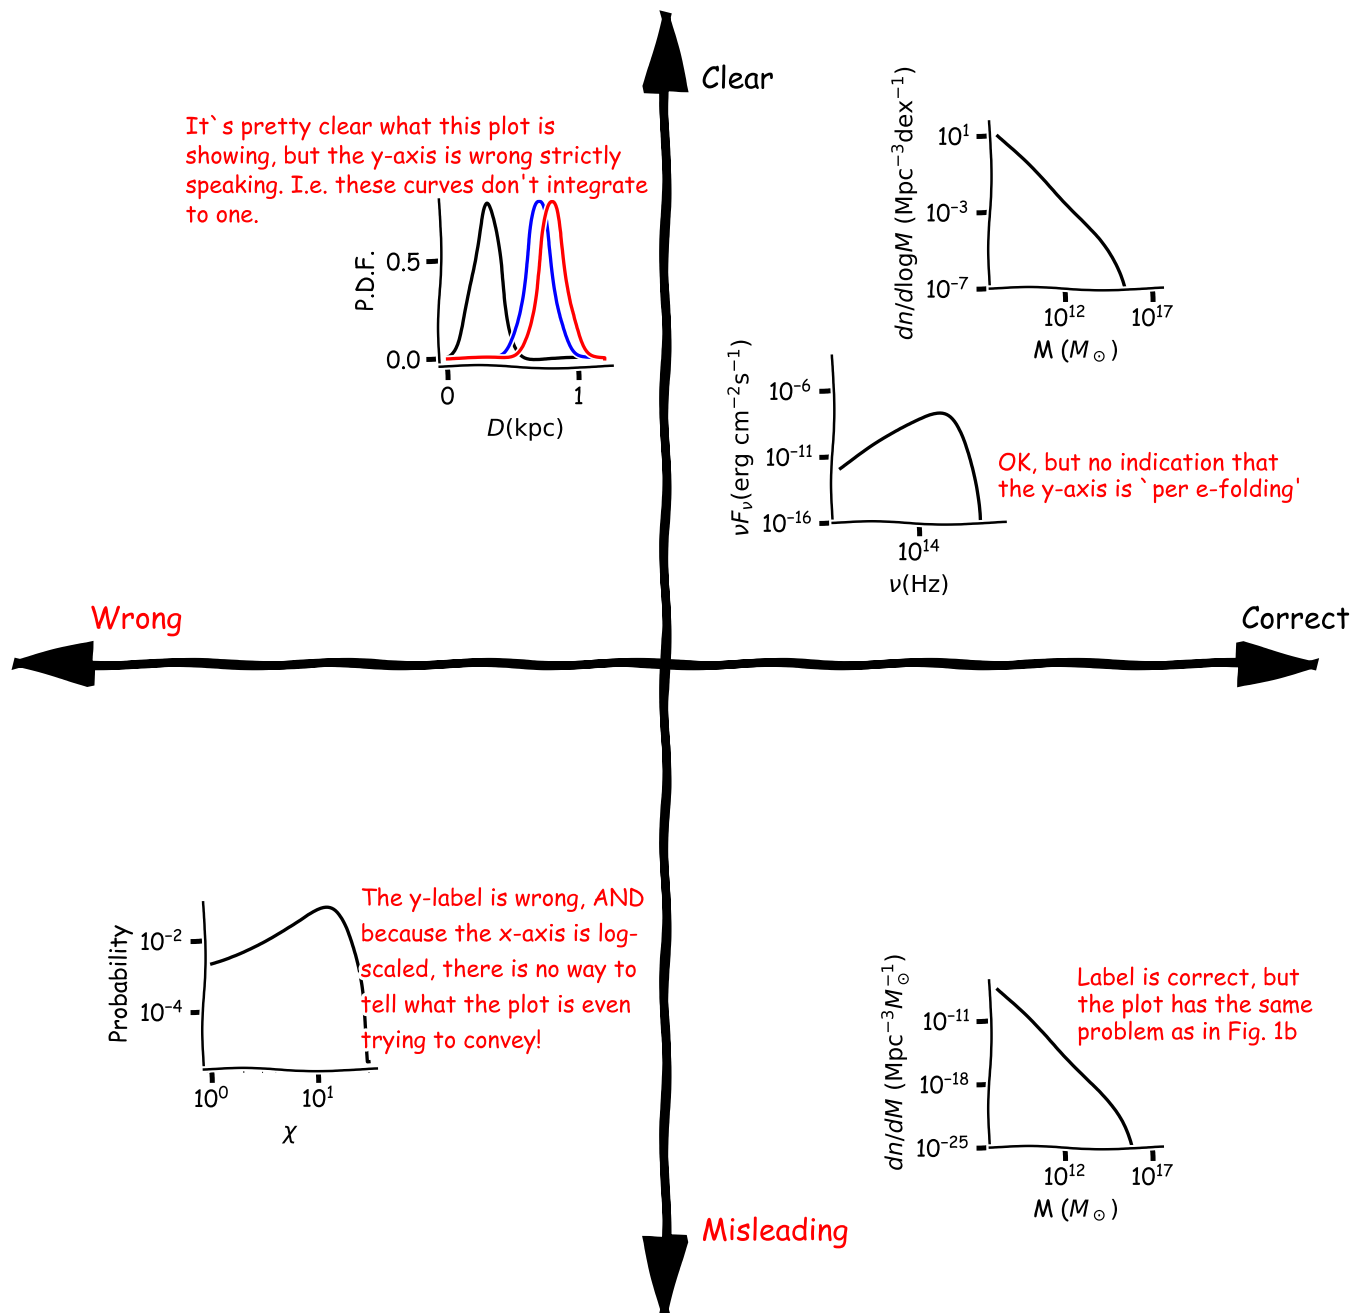 Clear
It`s pretty clear what this plot is
showing, but the y-axis is wrong strictly
speaking. I.e. these curves don't integrate
to one.
P.D.F.
0.5
0.0
0 1
D(kpc)
dn/dlogM (Mpc⁻³dex⁻¹)
10¹
10⁻³
10⁻⁷
10¹² 10¹⁷
M (M⊙)
νFν(erg cm⁻²s⁻¹)
10⁻⁶
10⁻¹¹
10⁻¹⁶
10¹⁴
ν(Hz)
OK, but no indication that
the y-axis is `per e-folding'
Wrong
Correct
Probability
10⁻²
10⁻⁴
10⁰ 10¹
χ
The y-label is wrong, AND
because the x-axis is log-
scaled, there is no way to
tell what the plot is even
trying to convey!
dn/dM (Mpc⁻³M⊙⁻¹)
10⁻¹¹
10⁻¹⁸
10⁻²⁵
10¹² 10¹⁷
M (M⊙)
Label is correct, but
the plot has the same
problem as in Fig. 1b
Misleading